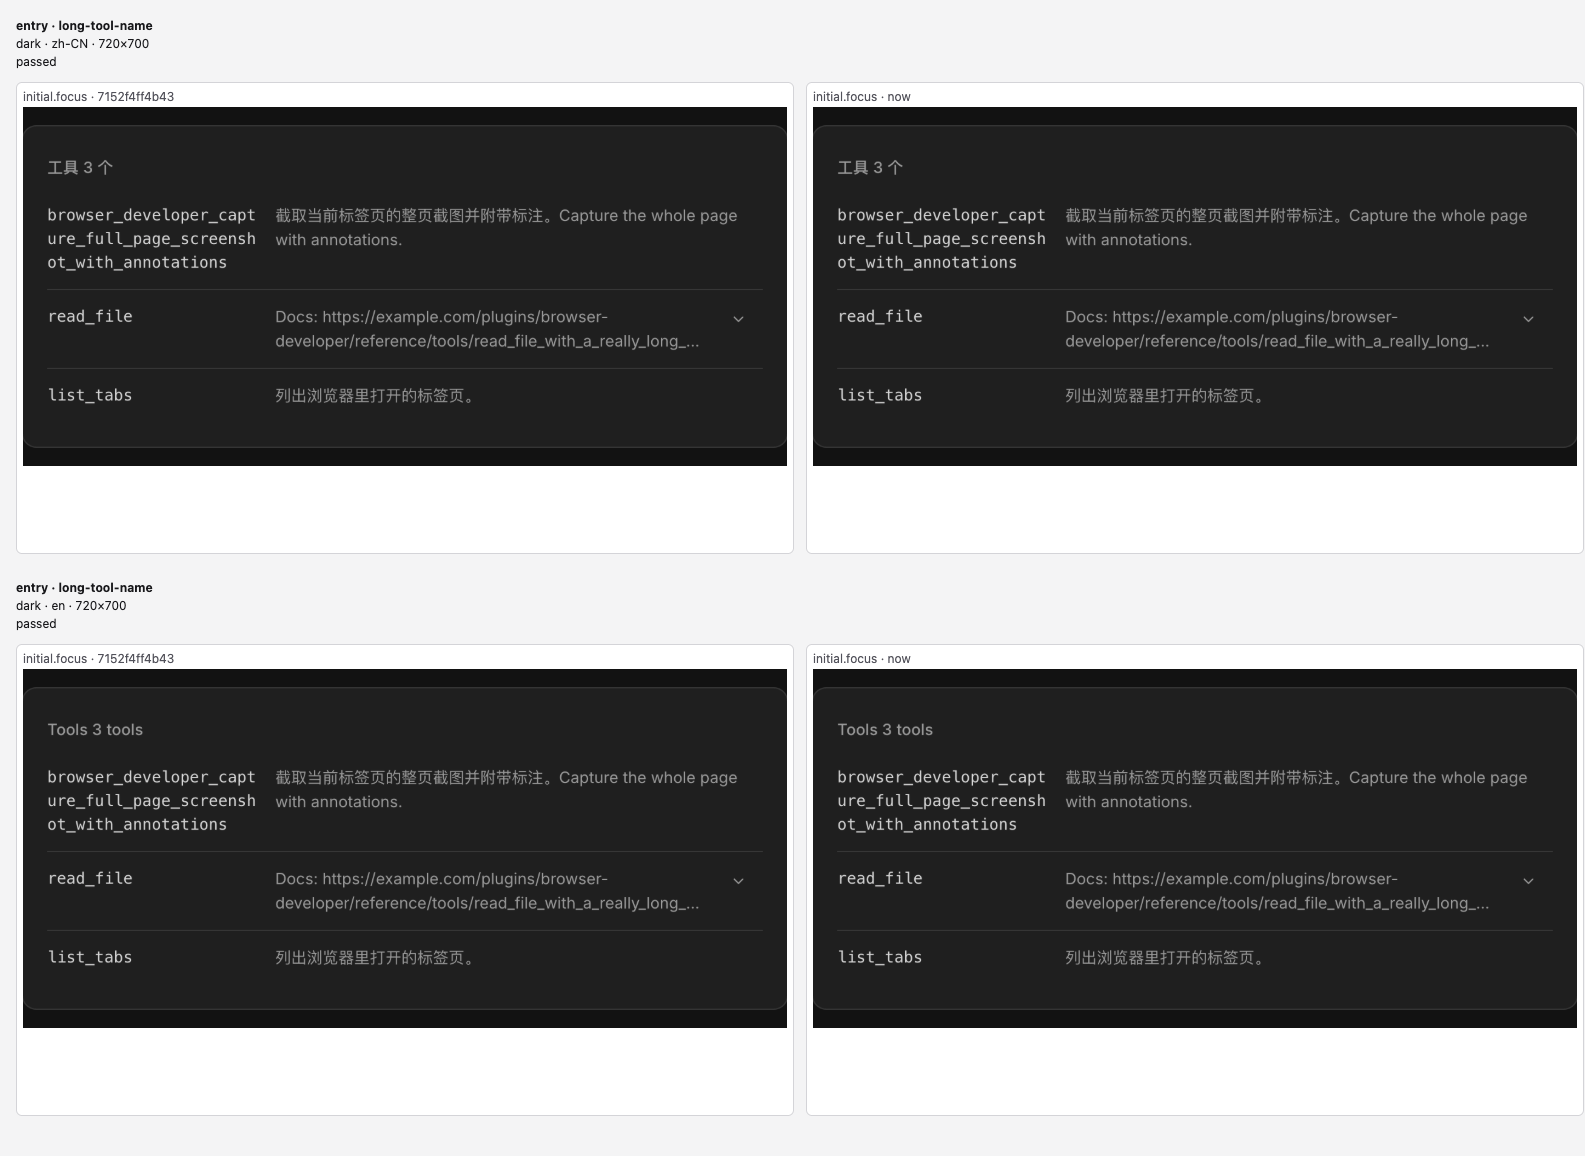 entry · long-tool-name
dark · zh-CN · 720×700
passed
initial.focus · 7152f4ff4b43
工具 3 个
browser_developer_capt
ure_full_page_screensh
ot_with_annotations
截取当前标签页的整页截图并附带标注。Capture the whole page
with annotations.
read_file
Docs: https://example.com/plugins/browser-
developer/reference/tools/read_file_with_a_really_long_...
list_tabs
列出浏览器里打开的标签页。
initial.focus · now
工具 3 个
browser_developer_capt
ure_full_page_screensh
ot_with_annotations
截取当前标签页的整页截图并附带标注。Capture the whole page
with annotations.
read_file
Docs: https://example.com/plugins/browser-
developer/reference/tools/read_file_with_a_really_long_...
list_tabs
列出浏览器里打开的标签页。
entry · long-tool-name
dark · en · 720×700
passed
initial.focus · 7152f4ff4b43
Tools 3 tools
browser_developer_capt
ure_full_page_screensh
ot_with_annotations
截取当前标签页的整页截图并附带标注。Capture the whole page
with annotations.
read_file
Docs: https://example.com/plugins/browser-
developer/reference/tools/read_file_with_a_really_long_...
list_tabs
列出浏览器里打开的标签页。
initial.focus · now
Tools 3 tools
browser_developer_capt
ure_full_page_screensh
ot_with_annotations
截取当前标签页的整页截图并附带标注。Capture the whole page
with annotations.
read_file
Docs: https://example.com/plugins/browser-
developer/reference/tools/read_file_with_a_really_long_...
list_tabs
列出浏览器里打开的标签页。